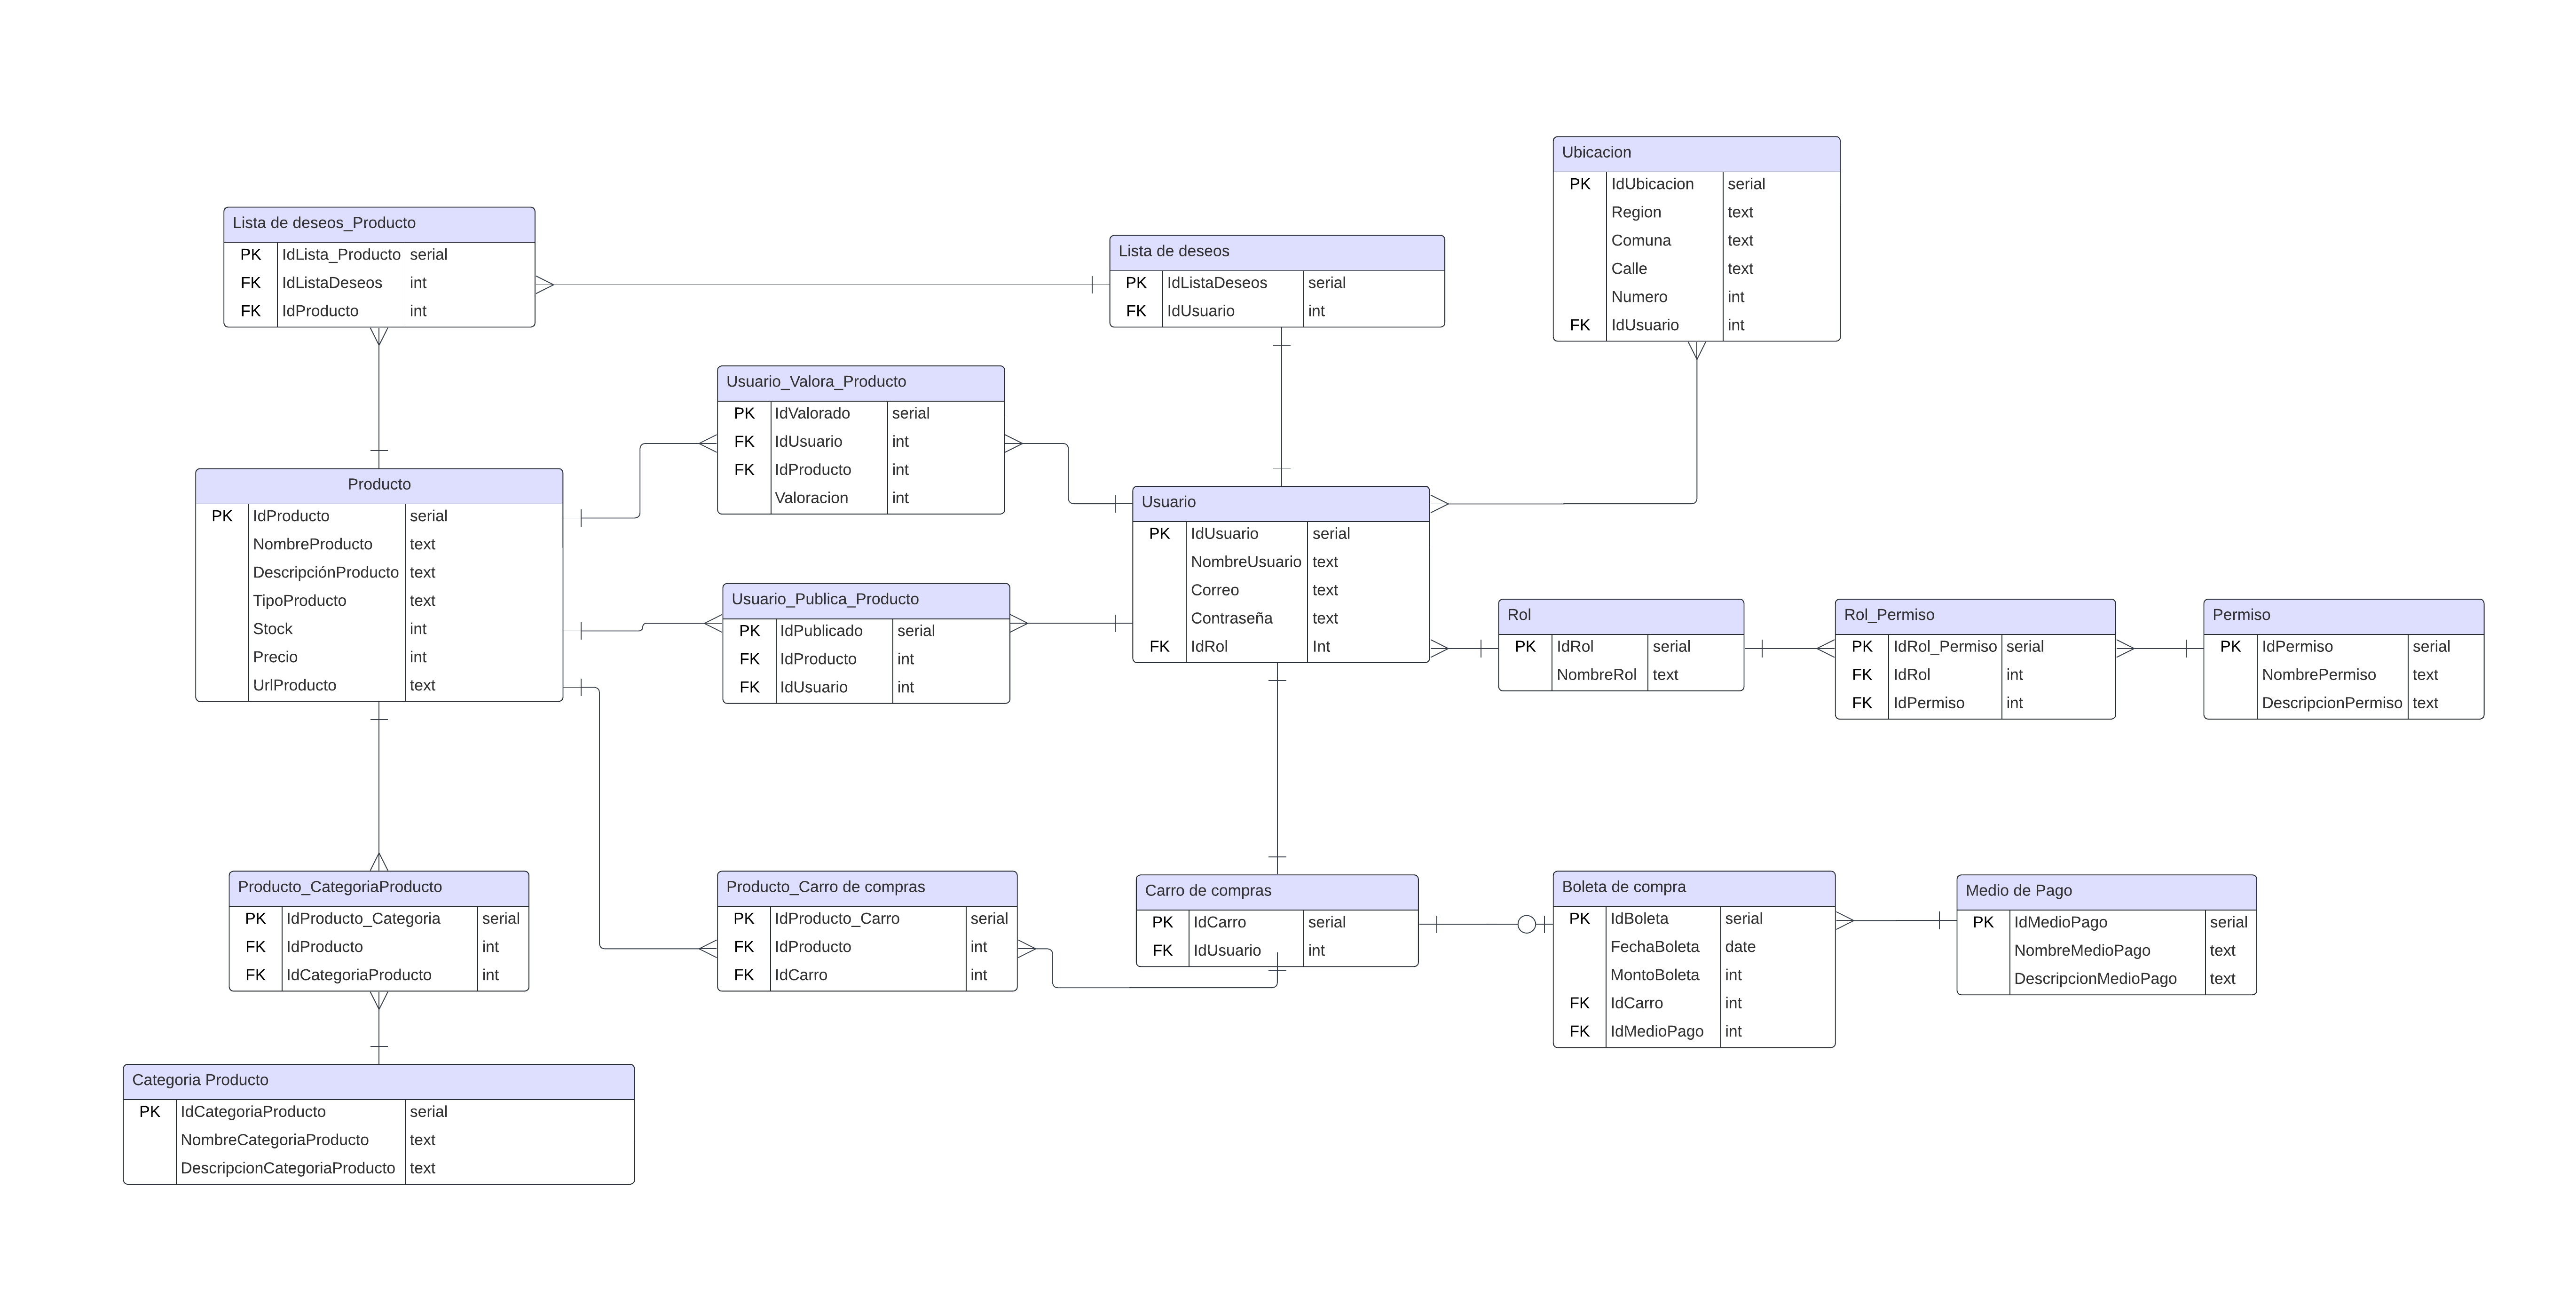 Ubicacion
PK IdUbicacion serial
Region text
Comuna text
Calle text
Numero int
FK IdUsuario int
Lista de deseos_Producto
PK IdLista_Producto serial
FK IdListaDeseos int
FK IdProducto int
Lista de deseos
PK IdListaDeseos serial
FK IdUsuario int
Usuario_Valora_Producto
PK IdValorado serial
FK IdUsuario int
FK IdProducto int
Valoracion int
Producto
PK IdProducto serial
NombreProducto text
DescripciónProducto text
TipoProducto text
Stock int
Precio int
UrlProducto text
Usuario
PK IdUsuario serial
NombreUsuario text
Correo text
Contraseña text
FK IdRol Int
Usuario_Publica_Producto
PK IdPublicado serial
FK IdProducto int
FK IdUsuario int
Rol
PK IdRol serial
NombreRol text
Rol_Permiso
PK IdRol_Permiso serial
FK IdRol int
FK IdPermiso int
Permiso
PK IdPermiso serial
NombrePermiso text
DescripcionPermiso text
Producto_CategoriaProducto
PK IdProducto_Categoria serial
FK IdProducto int
FK IdCategoriaProducto int
Producto_Carro de compras
PK IdProducto_Carro serial
FK IdProducto int
FK IdCarro int
Carro de compras
PK IdCarro serial
FK IdUsuario int
Boleta de compra
PK IdBoleta serial
FechaBoleta date
MontoBoleta int
FK IdCarro int
FK IdMedioPago int
Medio de Pago
PK IdMedioPago serial
NombreMedioPago text
DescripcionMedioPago text
Categoria Producto
PK IdCategoriaProducto serial
NombreCategoriaProducto text
DescripcionCategoriaProducto text